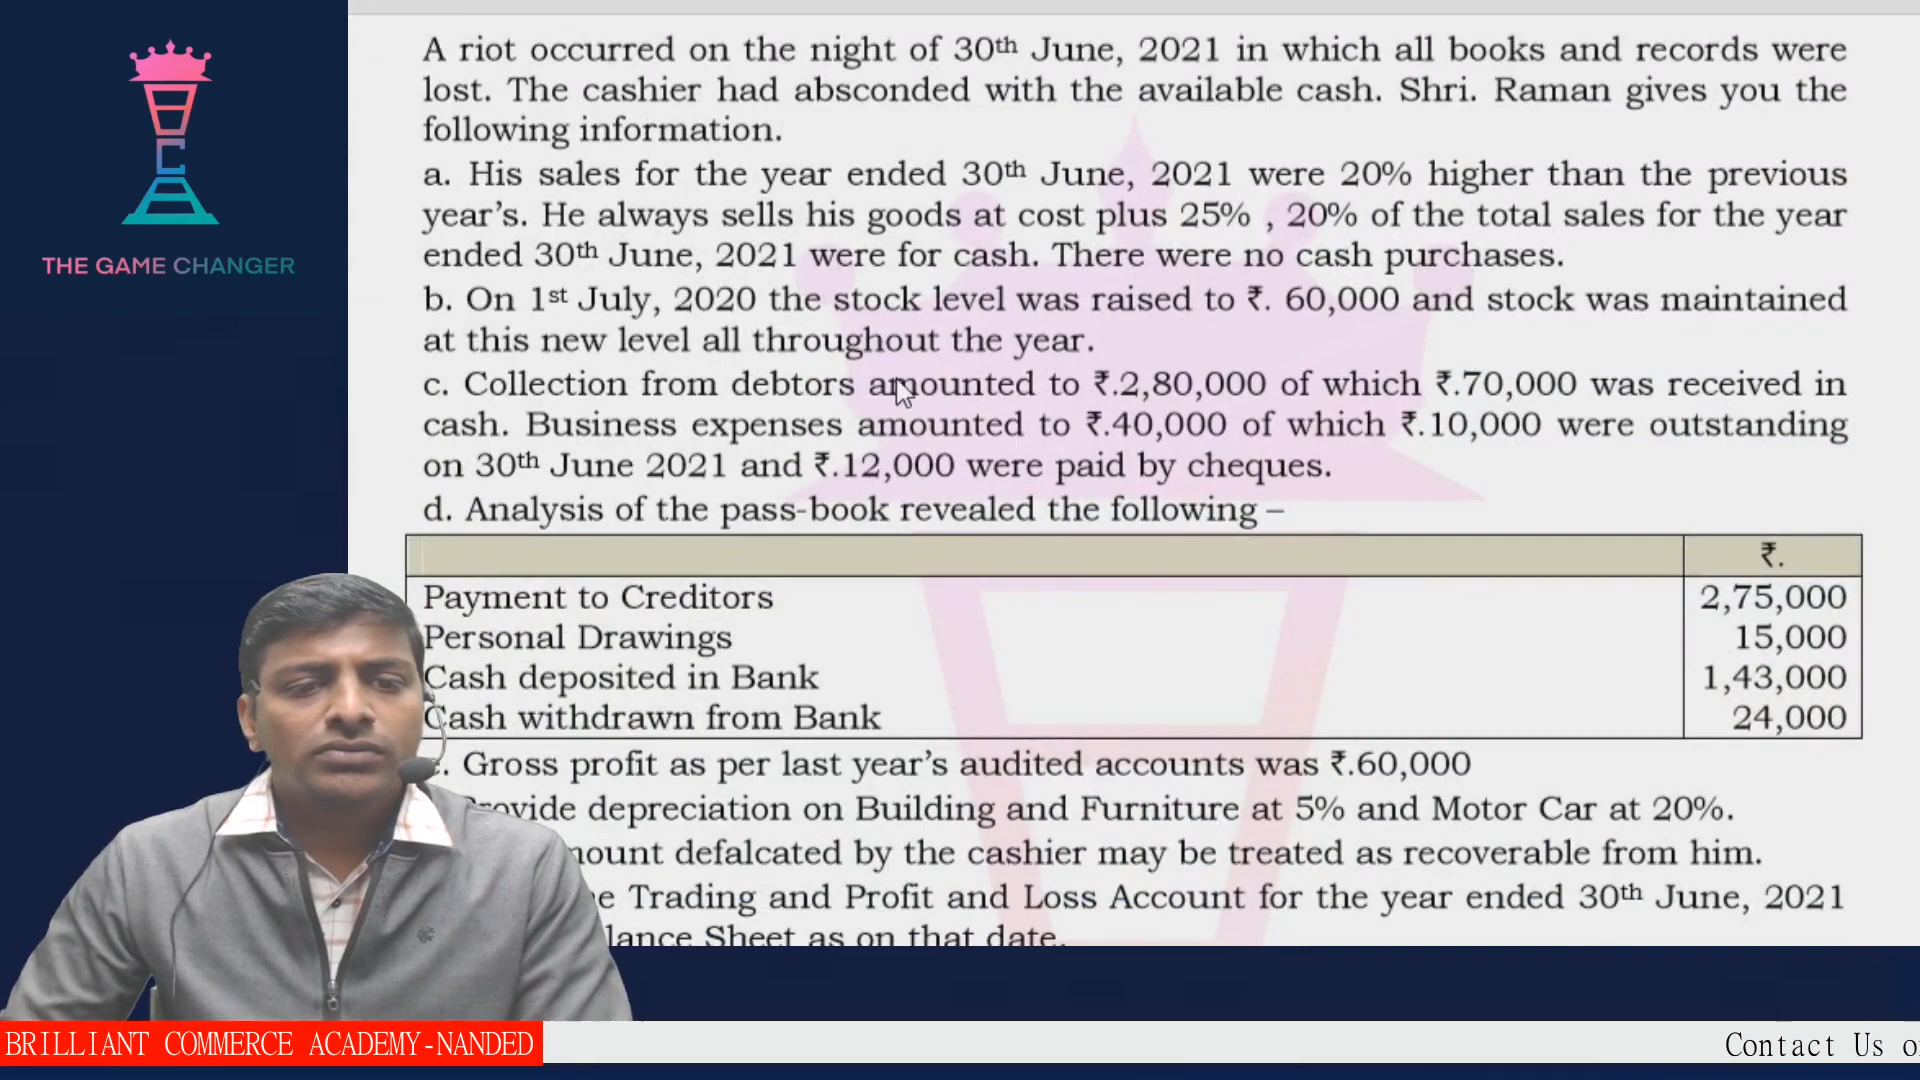 A riot occurred on the night of 30th June, 2021 in which all books and records were
lost. The cashier had absconded with the available cash. Shri. Raman gives you the
following information.
a. His sales for the year ended 30th June, 2021 were 20% higher than the previous
year's. He always sells his goods at cost plus 25% , 20% of the total sales for the year
ended 30th June, 2021 were for cash. There were no cash purchases.
b. On 1st July, 2020 the stock level was raised to ₹. 60,000 and stock was maintained
at this new level all throughout the year.
c. Collection from debtors amounted to ₹.2,80,000 of which ₹.70,000 was received in
cash. Business expenses amounted to ₹.40,000 of which ₹.10,000 were outstanding
on 30th June 2021 and ₹.12,000 were paid by cheques.
d. Analysis of the pass-book revealed the following –
₹.
Payment to Creditors 2,75,000
Personal Drawings 15,000
Cash deposited in Bank 1,43,000
Cash withdrawn from Bank 24,000
. Gross profit as per last year's audited accounts was ₹.60,000
depreciation on Building and Furniture at 5% and Motor Car at 20%.
defalcated by the cashier may be treated as recoverable from him.
Trading and Profit and Loss Account for the year ended 30th June, 2021
Sheet as on that date.
THE GAME CHANGER
BRILLIANT COMMERCE ACADEMY-NANDED
Contact Us